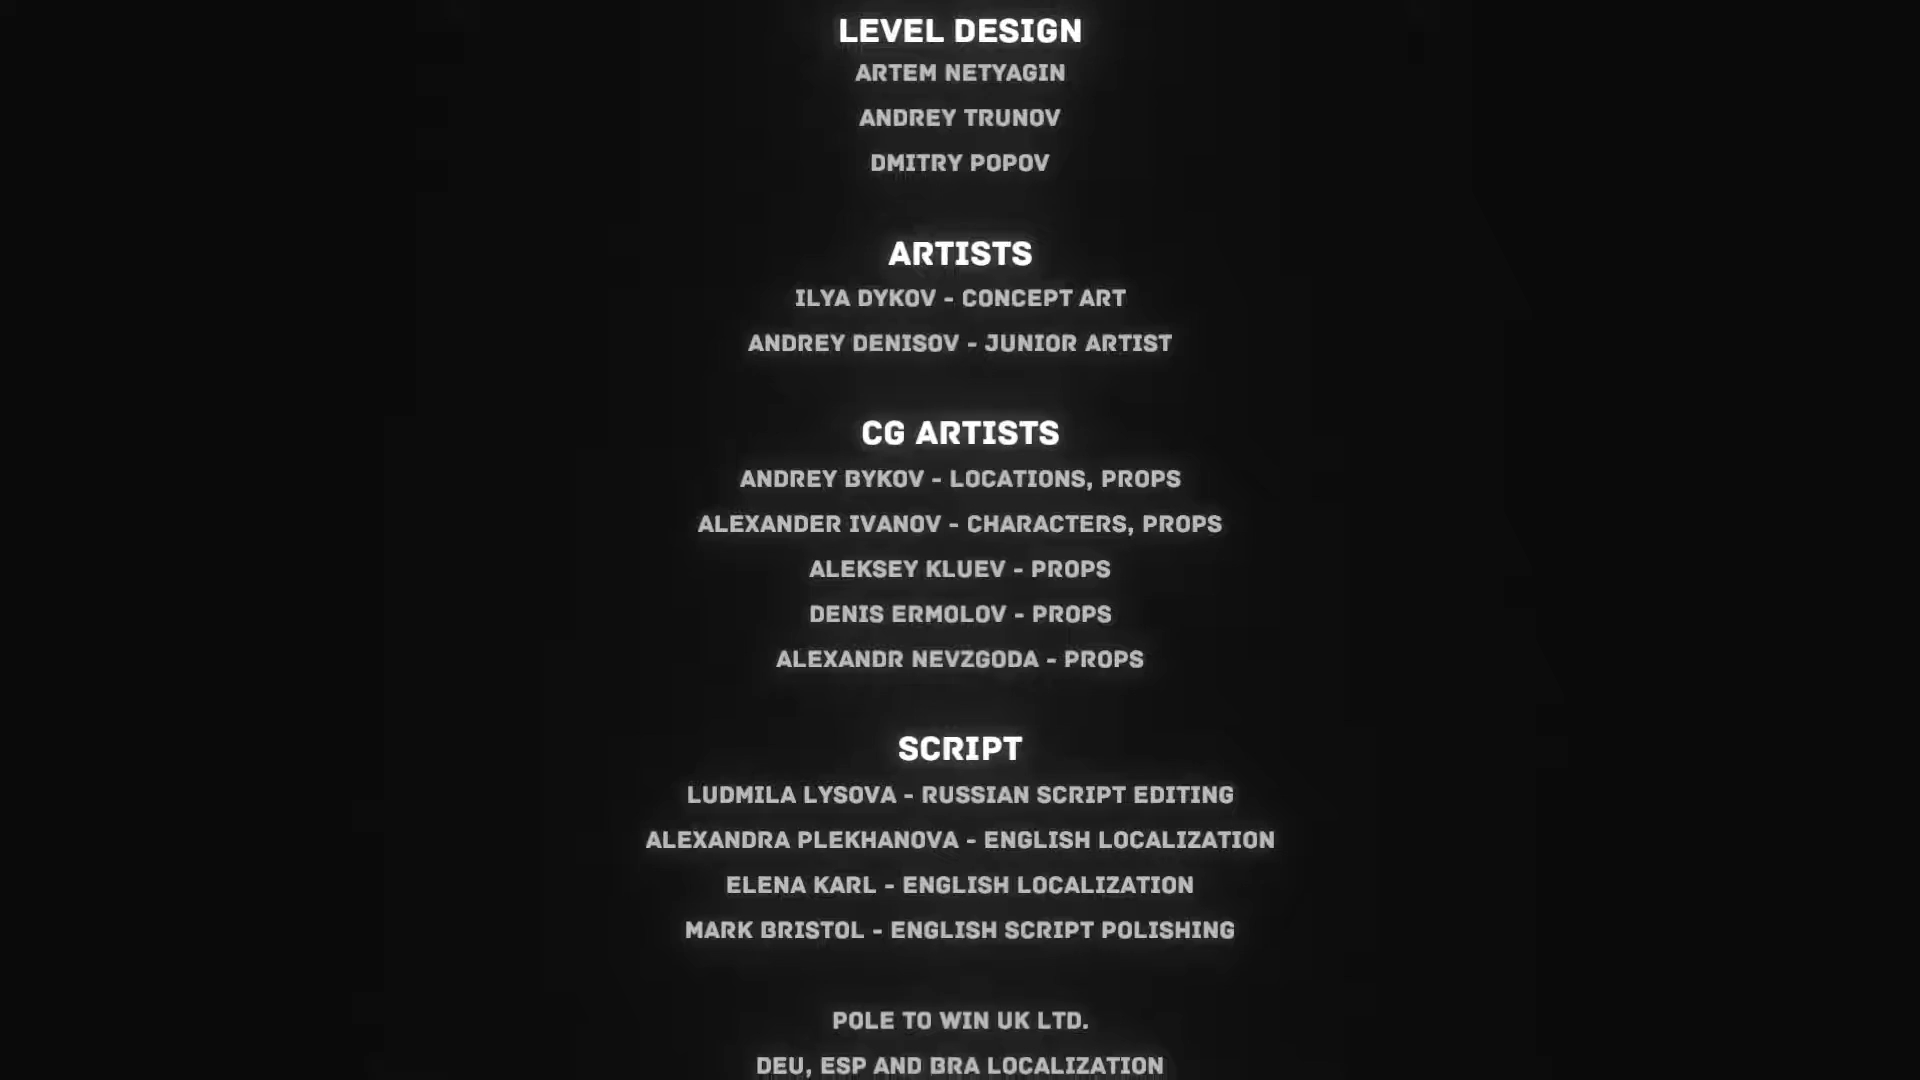 LEVEL DESIGN
ARTEM NETYAGIN
ANDREY TRUNOV
DMITRY POPOV
ARTISTS
ILYA DYKOV - CONCEPT ART
ANDREY DENISOV - JUNIOR ARTIST
CG ARTISTS
ANDREY BYKOV - LOCATIONS, PROPS
ALEXANDER IVANOV - CHARACTERS, PROPS
ALEKSEY KLUEV - PROPS
DENIS ERMOLOV - PROPS
ALEXANDR NEVZGODA - PROPS
SCRIPT
LUDMILA LYSOVA - RUSSIAN SCRIPT EDITING
ALEXANDRA PLEKHANOVA - ENGLISH LOCALIZATION
ELENA KARL - ENGLISH LOCALIZATION
MARK BRISTOL - ENGLISH SCRIPT POLISHING
POLE TO WIN UK LTD.
DEU, ESP AND BRA LOCALIZATION